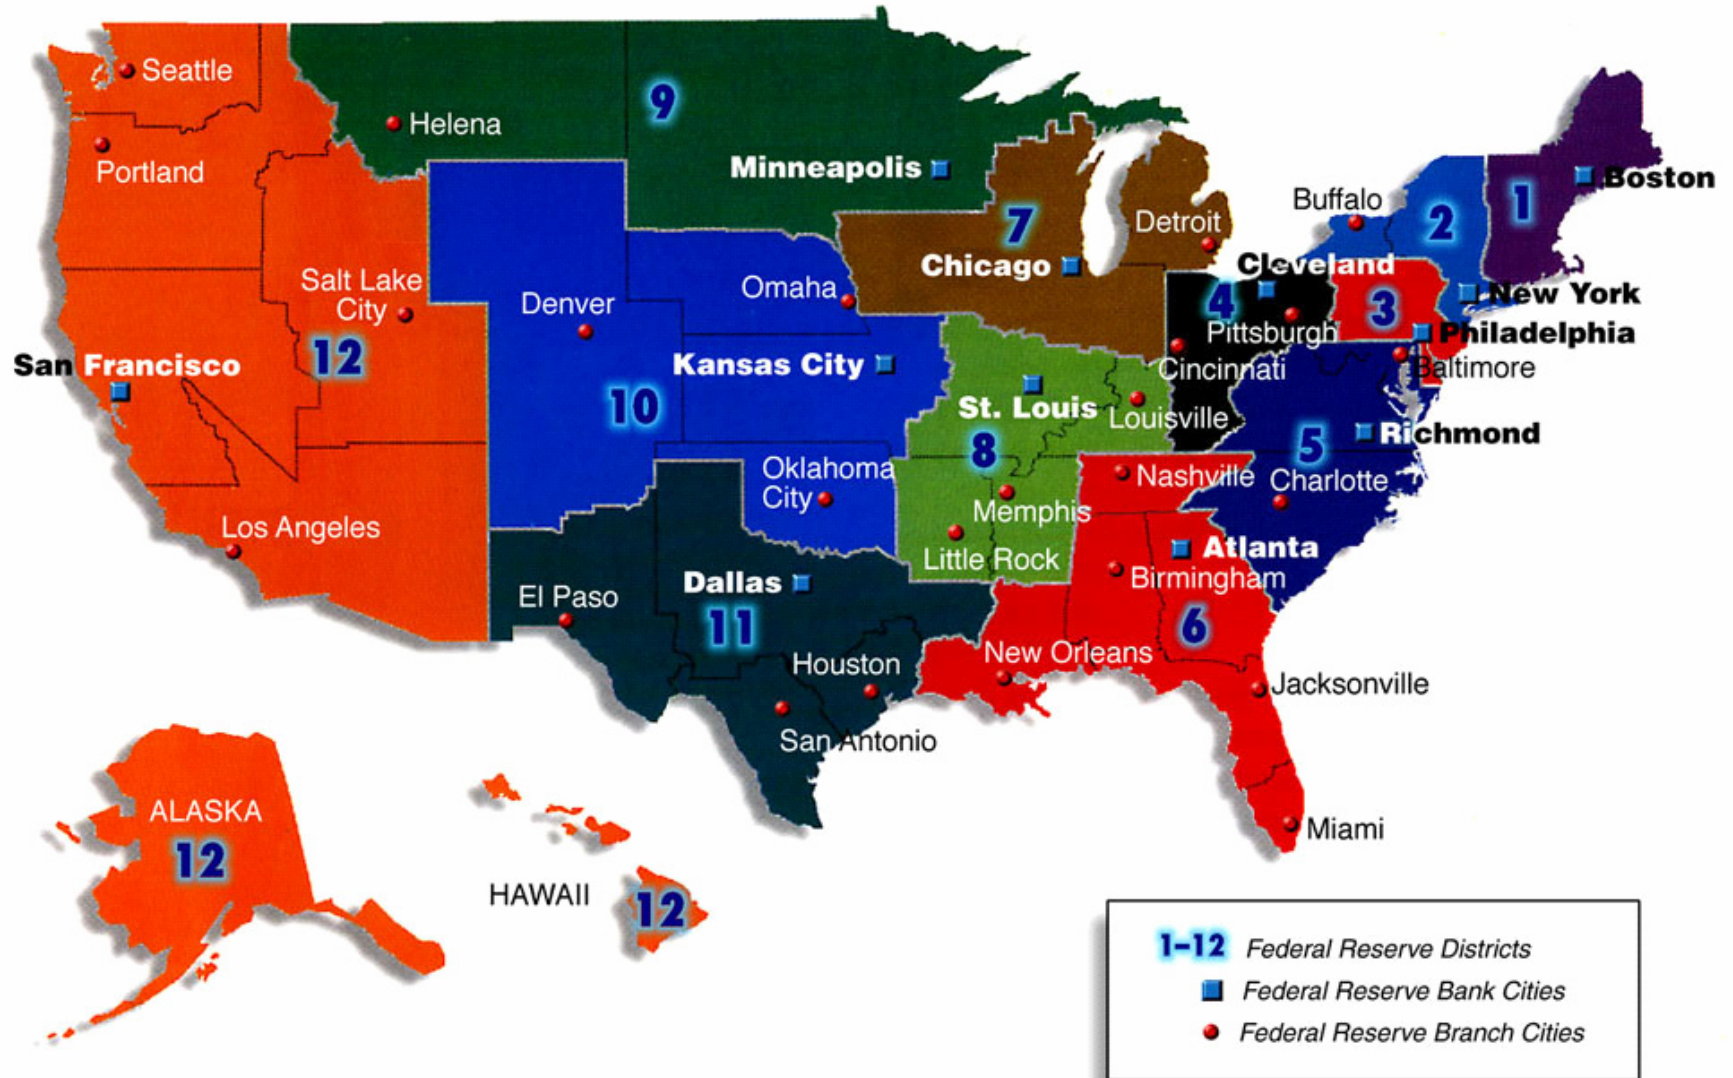 Seattle
Helena
9
Portland
Minneapolis
Boston
1
2
Buffalo
7
Detroit
Chicago
Cleveland
Salt Lake
City
Omaha
Denver
4
3
New York
Pittsburgh
Philadelphia
San Francisco
12
Kansas City
Cincinnati
Baltimore
10
St. Louis
Louisville
8
5
Richmond
Oklahoma
City
Nashville
Charlotte
Memphis
Los Angeles
Little Rock
Atlanta
Birmingham
El Paso
Dallas
11
6
Houston
New Orleans
Jacksonville
San Antonio
ALASKA
12
Miami
HAWAII
12
1–12 Federal Reserve Districts
Federal Reserve Bank Cities
Federal Reserve Branch Cities